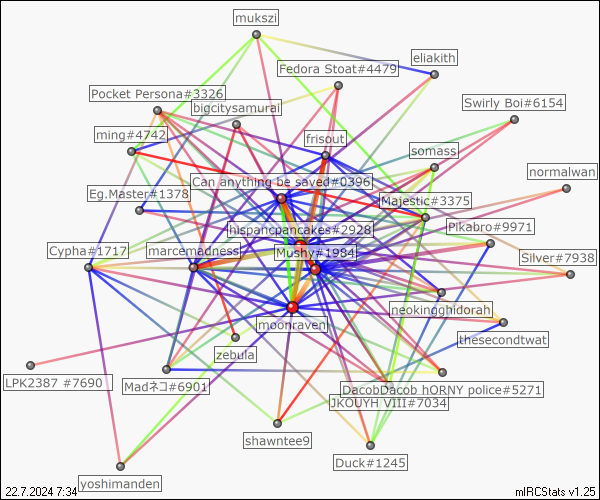 mukszi
eliakith
Fedora Stoat#4479
Pocket Persona#3326
bigcitysamurai
Swirly Boi#6154
ming#4742
frisout
somass
normalwan
Can anything be saved#0396
Eg.Master#1378
Majestic#3375
hispancpancakes#2928
Pikabro#9971
Cypha#1717
marcemadness
Mushy#1984
Silver#7938
neokingghidorah
moonraven
thesecondtwat
zebula
LPK2387 #7690
Madネコ#6901
DacobDacob hORNY police#5271
JKOUYH VIII#7034
shawntee9
Duck#1245
yoshimanden
22.7.2024 7:34
mIRCStats v1.25